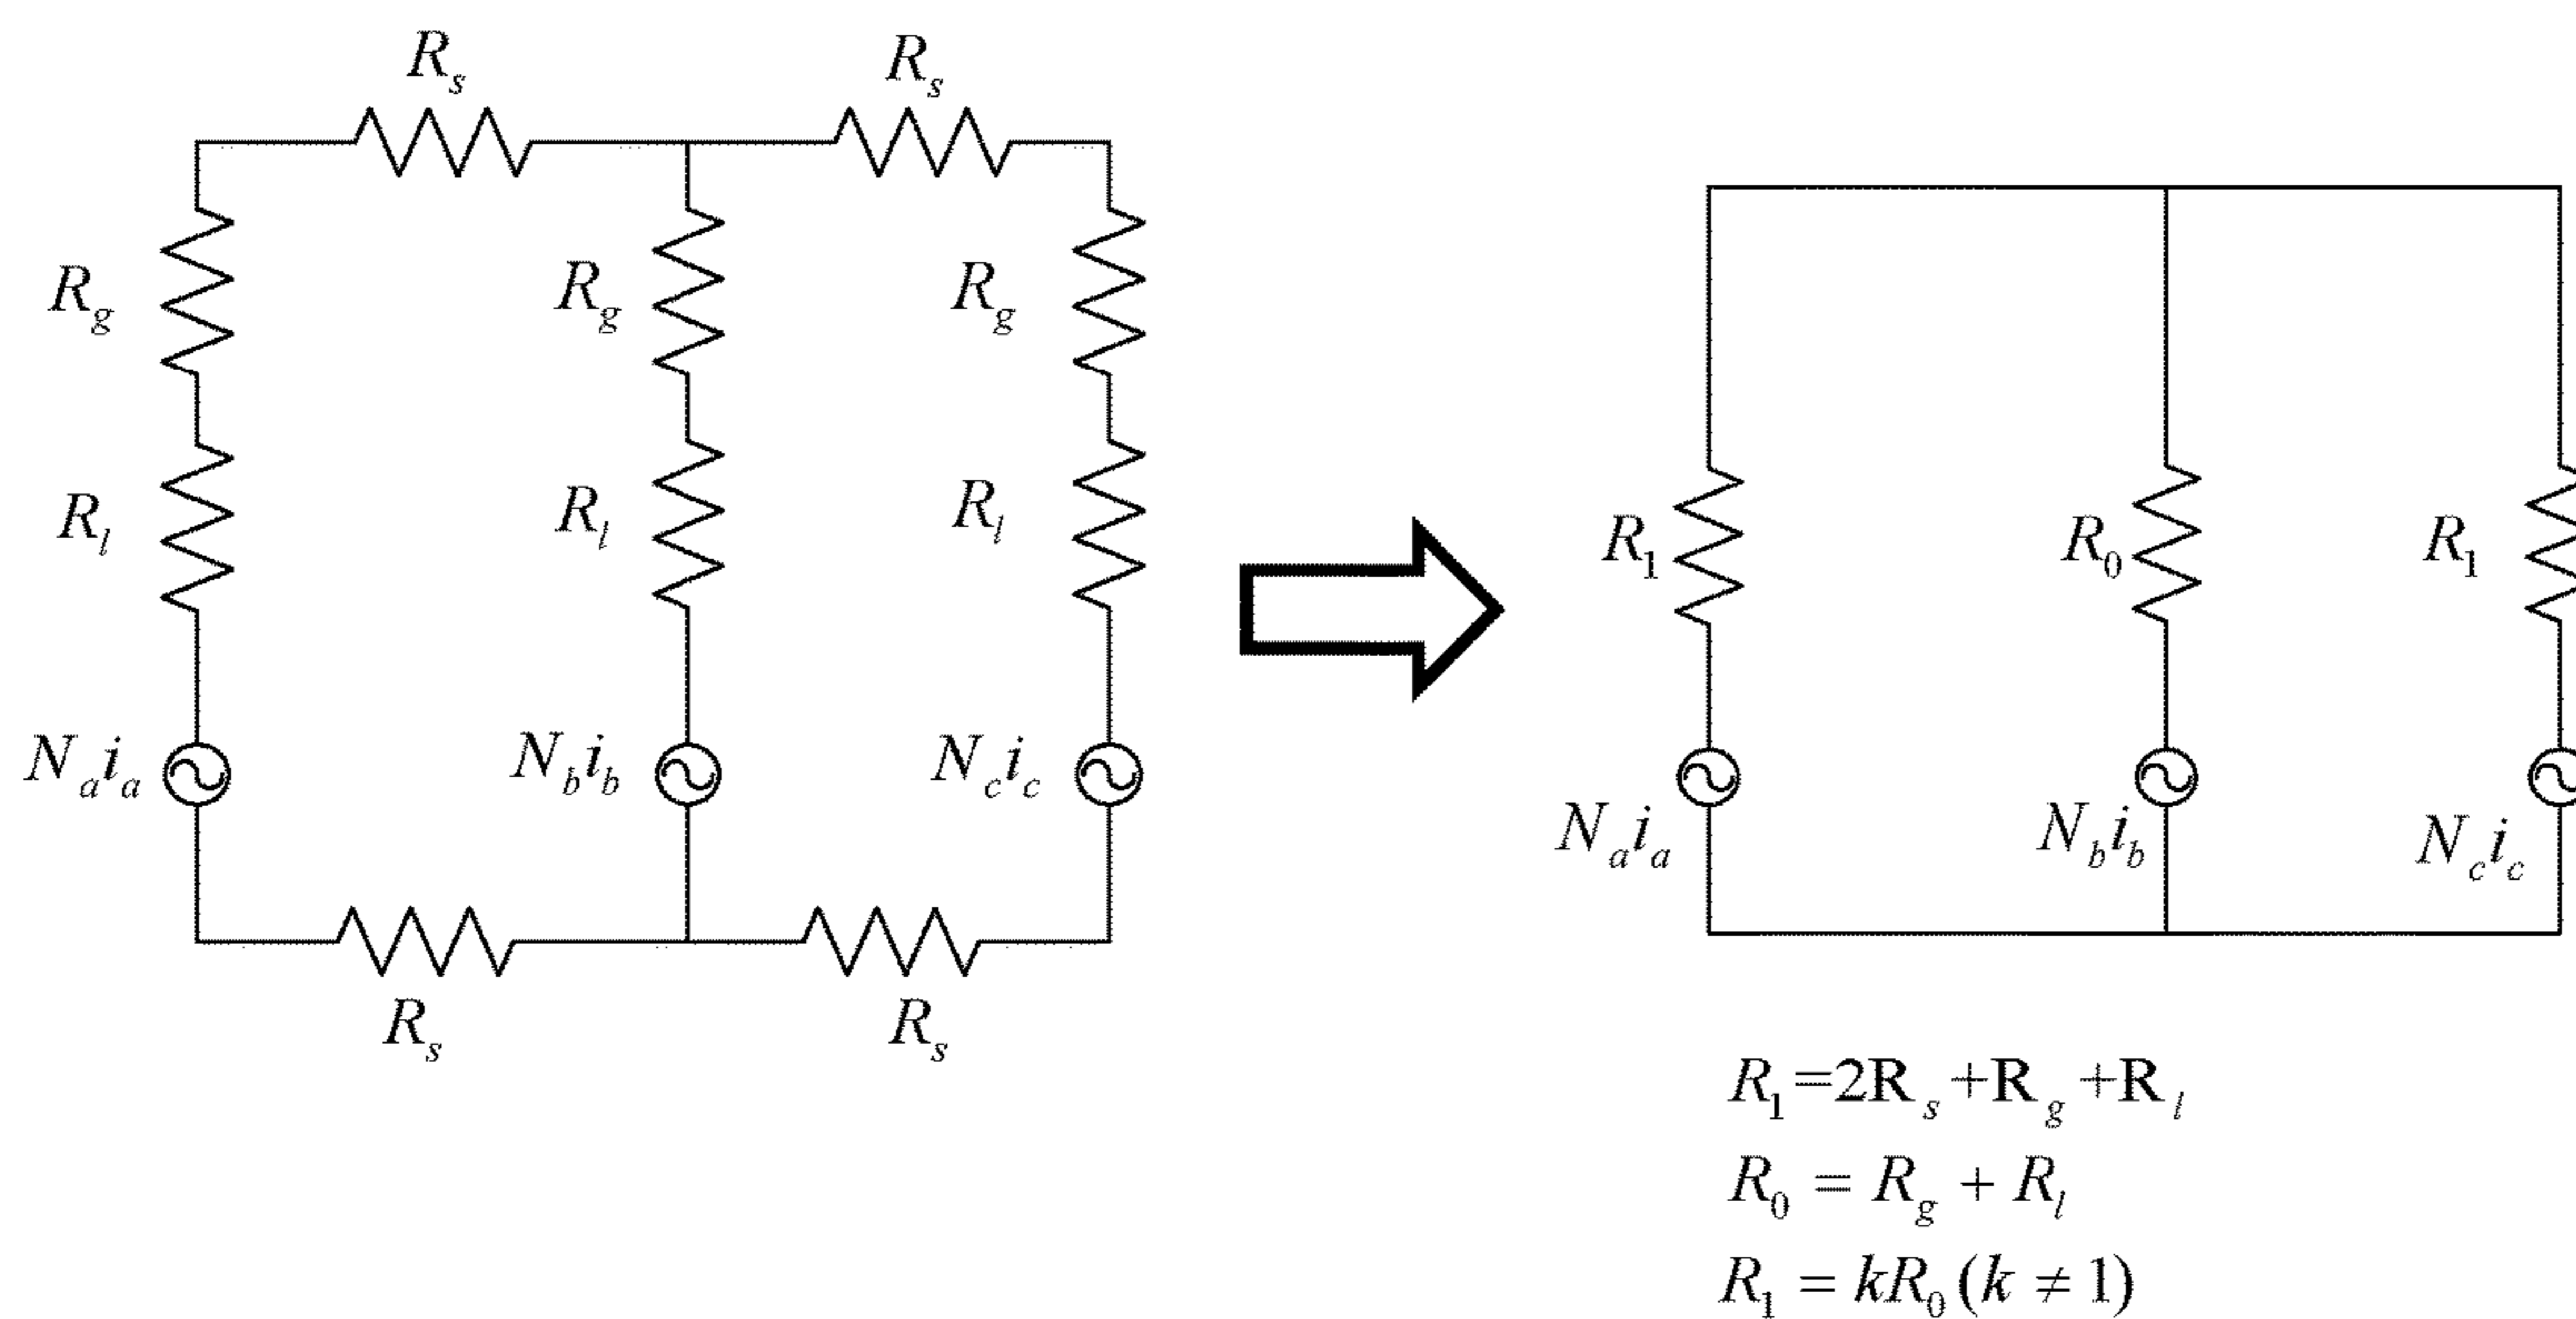 R_s R_s
R_g R_g R_g
R_l R_l R_l
R_1 R_0 R_1
N_a i_a N_b i_b N_c i_c
N_a i_a N_b i_b N_c i_c
R_s R_s
R_1=2R_s+R_g+R_l
R_0 = R_g + R_l
R_1 = kR_0 (k ≠ 1)